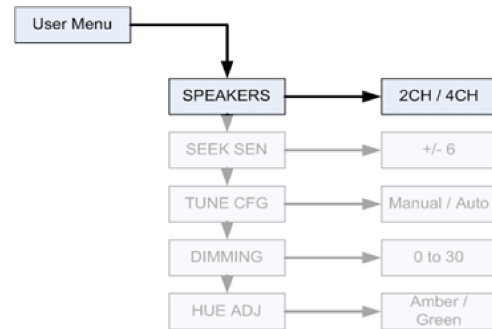 User Menu
SPEAKERS
2CH / 4CH
SEEK SEN
+/- 6
TUNE CFG
Manual / Auto
DIMMING
0 to 30
HUE ADJ
Amber /
Green